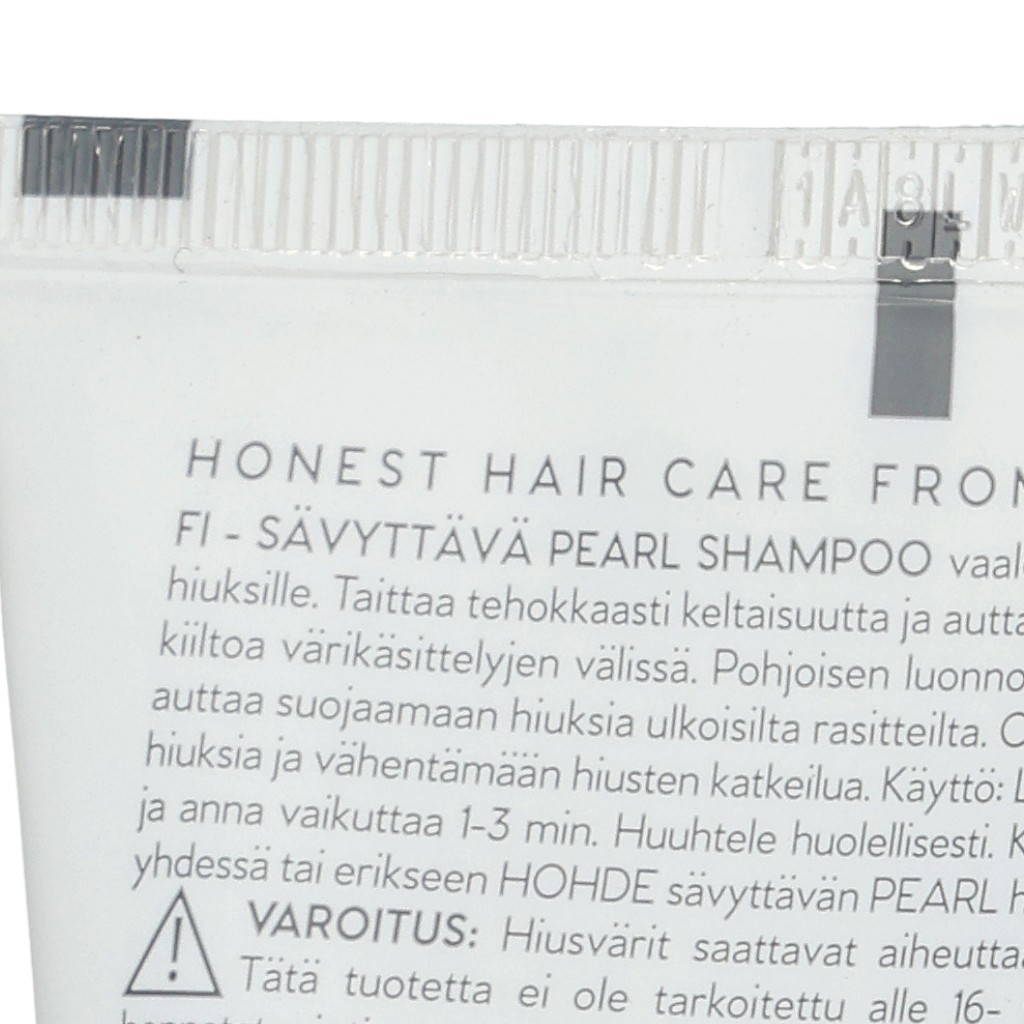 1A8L
HONEST HAIR CARE FROM
FI - SÄVYTTÄVÄ PEARL SHAMPOO
hiuksille. Taittaa tehokkaasti keltaisuutta ja
kiiltoa värikäsittelyjen välissä. Pohjoisen
auttaa suojaamaan hiuksia ulkoisilta rasitteilta.
hiuksia ja vähentämään hiusten katkeilua. Käyttö:
ja anna vaikuttaa 1-3 min. Huuhtele huolellisesti.
yhdessä tai erikseen HOHDE sävyttävän PEARL
VAROITUS: Hiusvärit saattavat
Tätä tuotetta ei ole tarkoitettu alle 16-